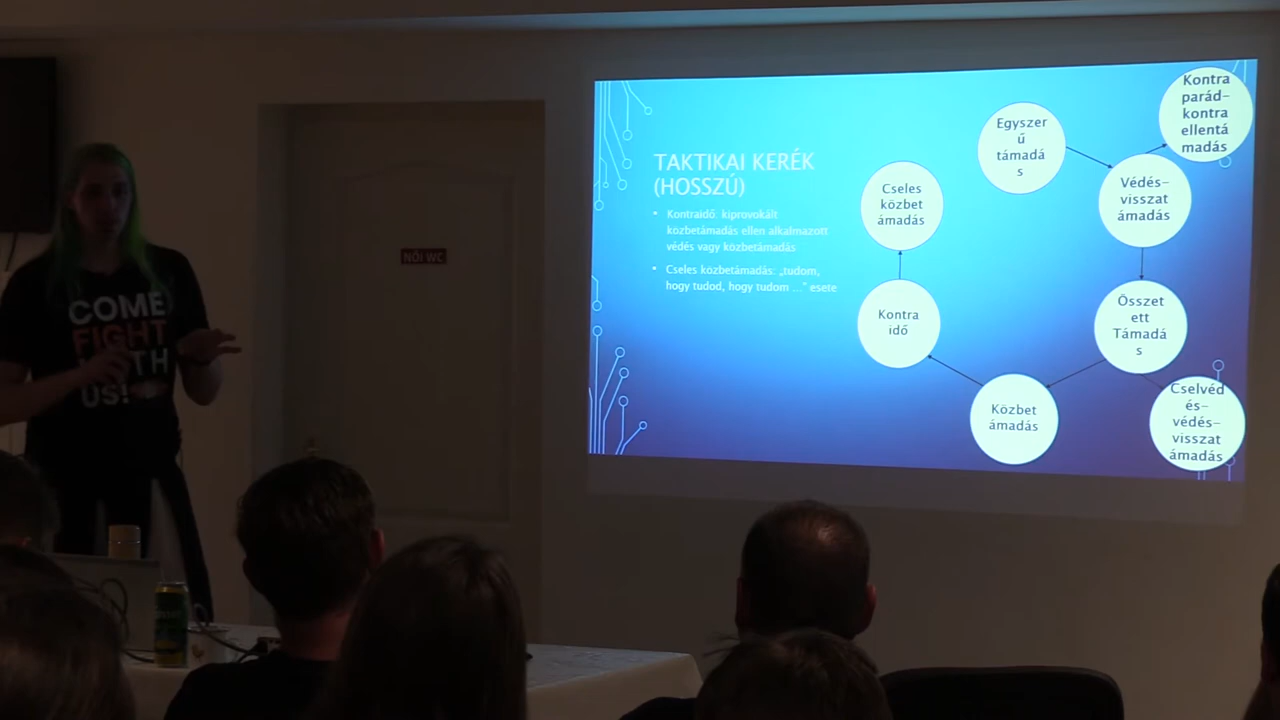 COME
FIGHT
WITH
US!
NŐI WC
TAKTIKAI KERÉK
(HOSSZÚ)
• Kontraidő: kiprovokált
közbetámadás ellen alkalmazott
védés vagy közbetámadás
• Cseles közbetámadás: „tudom,
hogy tudod, hogy tudom ...” esete
Egyszer
ű
támadá
s
Kontra
parád–
kontra
ellentá
madás
Védés–
visszat
ámadás
Összet
ett
Támadá
s
Cselvéd
és–
védés–
visszat
ámadás
Közbet
ámadás
Kontra
idő
Cseles
közbet
ámadás